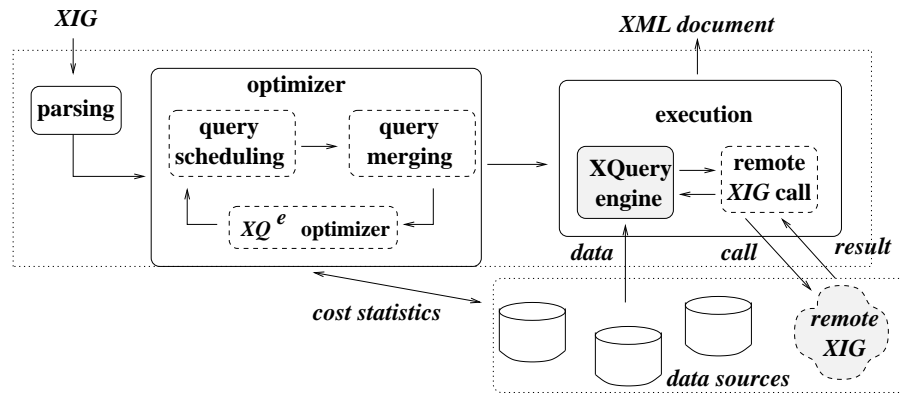 XIG
XML document
optimizer
parsing
query
scheduling
query
merging
execution
XQuery
engine
remote
XIG call
XQ e optimizer
data
call
result
cost statistics
remote
XIG
data sources